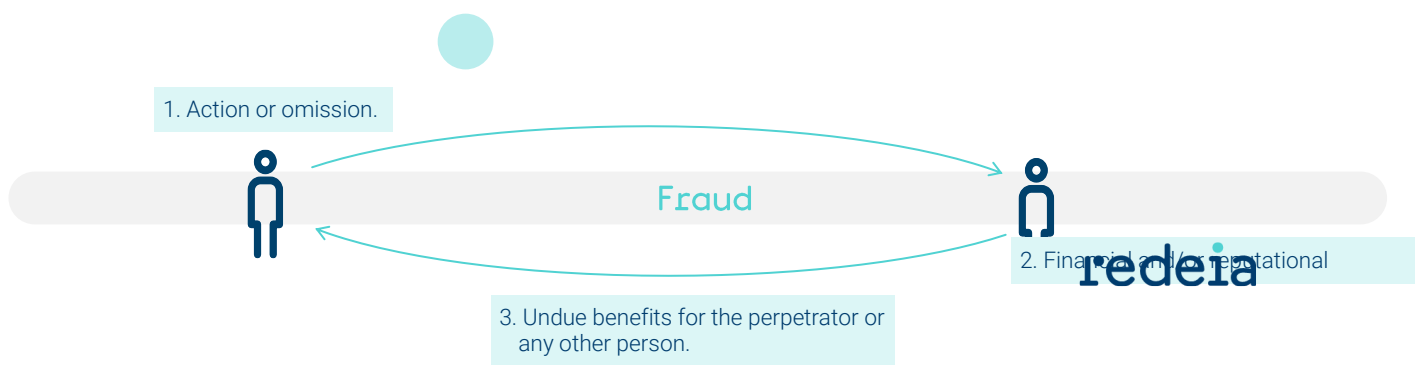 1. Action or omission.
Fraud
2. Financial and/or reputational
redeia
3. Undue benefits for the perpetrator or
any other person.